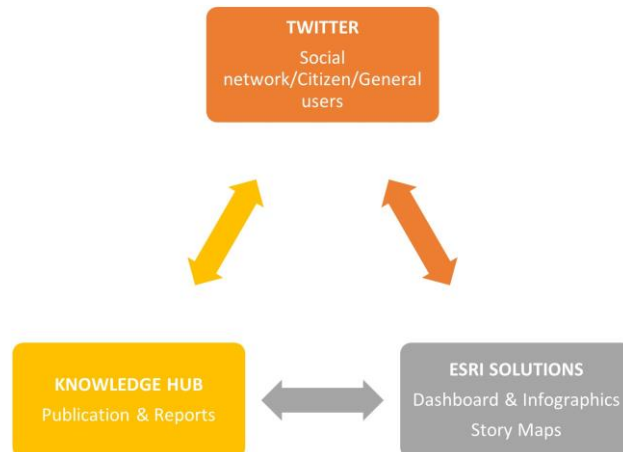 TWITTER
Social
network/Citizen/General
users
KNOWLEDGE HUB
Publication & Reports
ESRI SOLUTIONS
Dashboard & Infographics
Story Maps